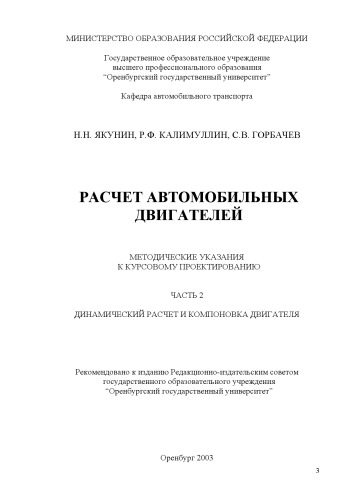 МИНИСТЕРСТВО ОБРАЗОВАНИЯ РОССИЙСКОЙ ФЕДЕРАЦИИ
Государственное образовательное учреждение
высшего профессионального образования
“Оренбургский государственный университет”
Кафедра автомобильного транспорта
Н.Н. ЯКУНИН, Р.Ф. КАЛИМУЛЛИН, С.В. ГОРБАЧЕВ
РАСЧЕТ АВТОМОБИЛЬНЫХ
ДВИГАТЕЛЕЙ
МЕТОДИЧЕСКИЕ УКАЗАНИЯ
К КУРСОВОМУ ПРОЕКТИРОВАНИЮ
ЧАСТЬ 2
ДИНАМИЧЕСКИЙ РАСЧЕТ И КОМПОНОВКА ДВИГАТЕЛЯ
Рекомендовано к изданию Редакционно-издательским советом
государственного образовательного учреждения
“Оренбургский государственный университет”
Оренбург 2003
3